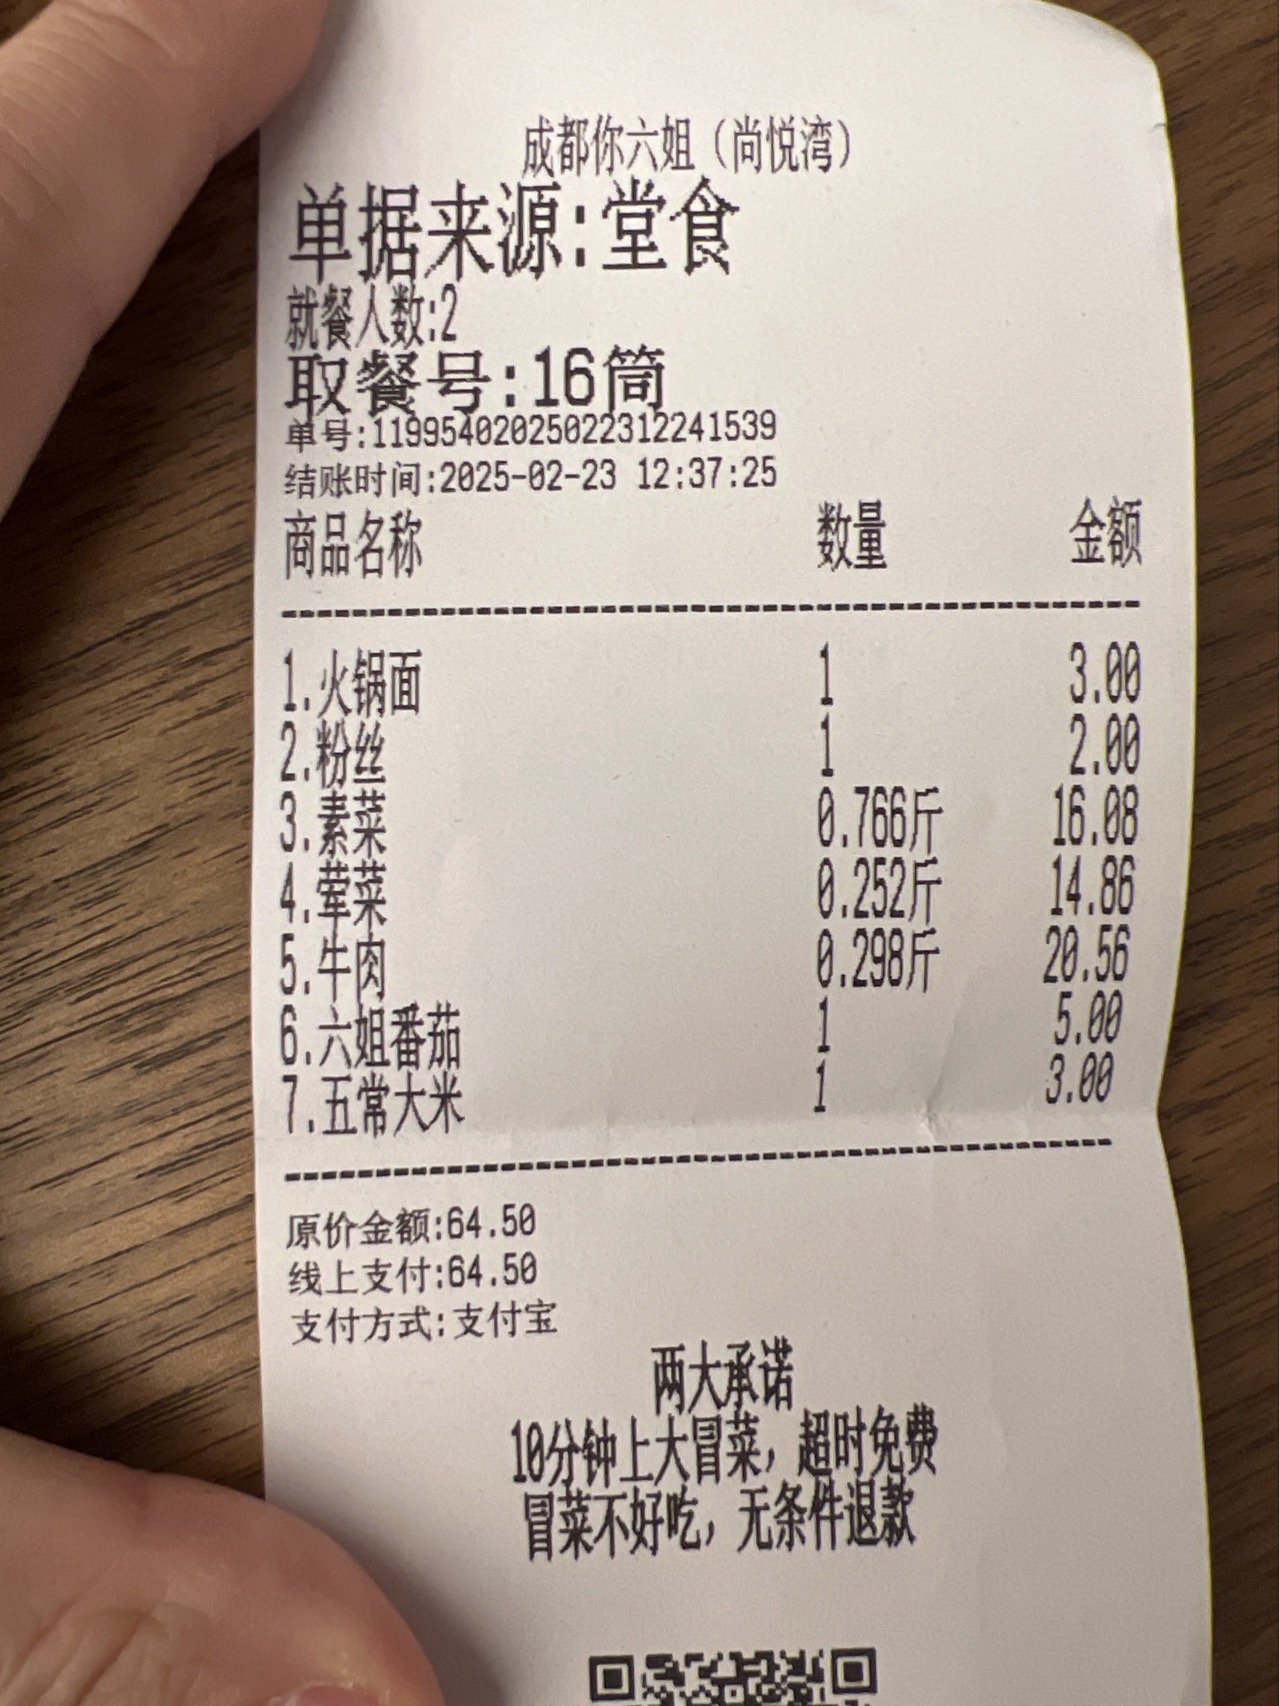 成都你六姐（尚悦湾）
单据来源:堂食
就餐人数:2
取餐号:16筒
单号:11995402025022312241539
结账时间:2025-02-23 12:37:25
商品名称 数量 金额
1.火锅面 1 3.00
2.粉丝 1 2.00
3.素菜 0.766斤 16.08
4.荤菜 0.252斤 14.86
5.牛肉 0.298斤 20.56
6.六姐番茄 1 5.00
7.五常大米 1 3.00
原价金额:64.50
线上支付:64.50
支付方式:支付宝
两大承诺
10分钟上大冒菜，超时免费
冒菜不好吃，无条件退款